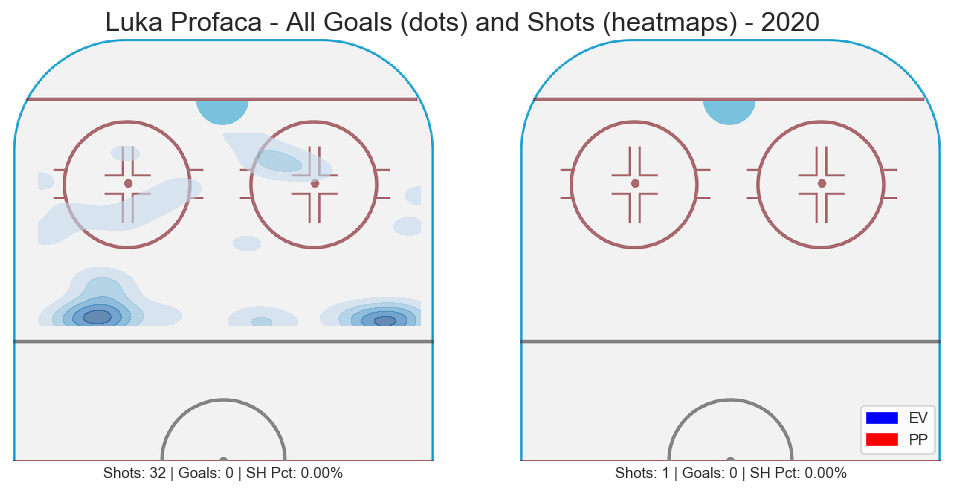 Luka Profaca - All Goals (dots) and Shots (heatmaps) - 2020
EV
PP
Shots: 32 | Goals: 0 | SH Pct: 0.00%
Shots: 1 | Goals: 0 | SH Pct: 0.00%